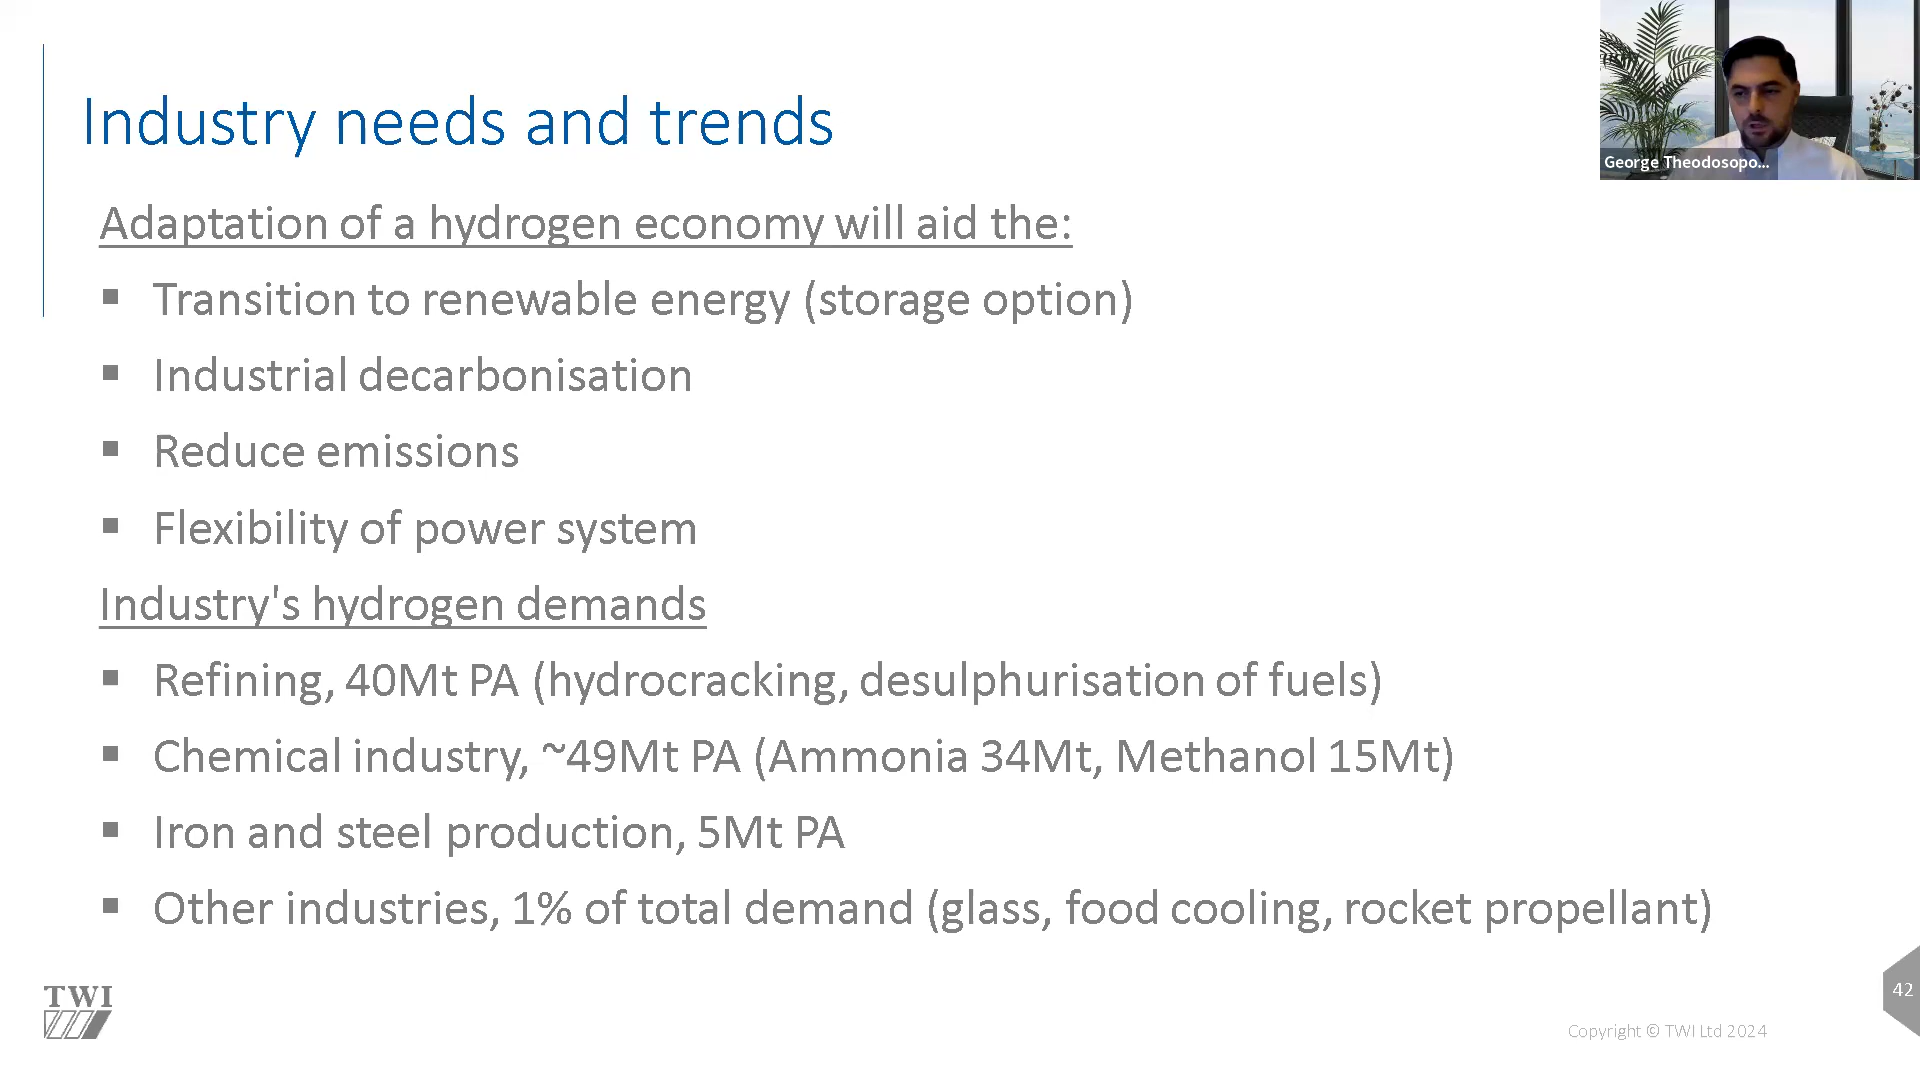 Industry needs and trends
George Theodosopo...
Adaptation of a hydrogen economy will aid the:
▪ Transition to renewable energy (storage option)
▪ Industrial decarbonisation
▪ Reduce emissions
▪ Flexibility of power system
Industry's hydrogen demands
▪ Refining, 40Mt PA (hydrocracking, desulphurisation of fuels)
▪ Chemical industry, ~49Mt PA (Ammonia 34Mt, Methanol 15Mt)
▪ Iron and steel production, 5Mt PA
▪ Other industries, 1% of total demand (glass, food cooling, rocket propellant)
TWI
42
Copyright © TWI Ltd 2024